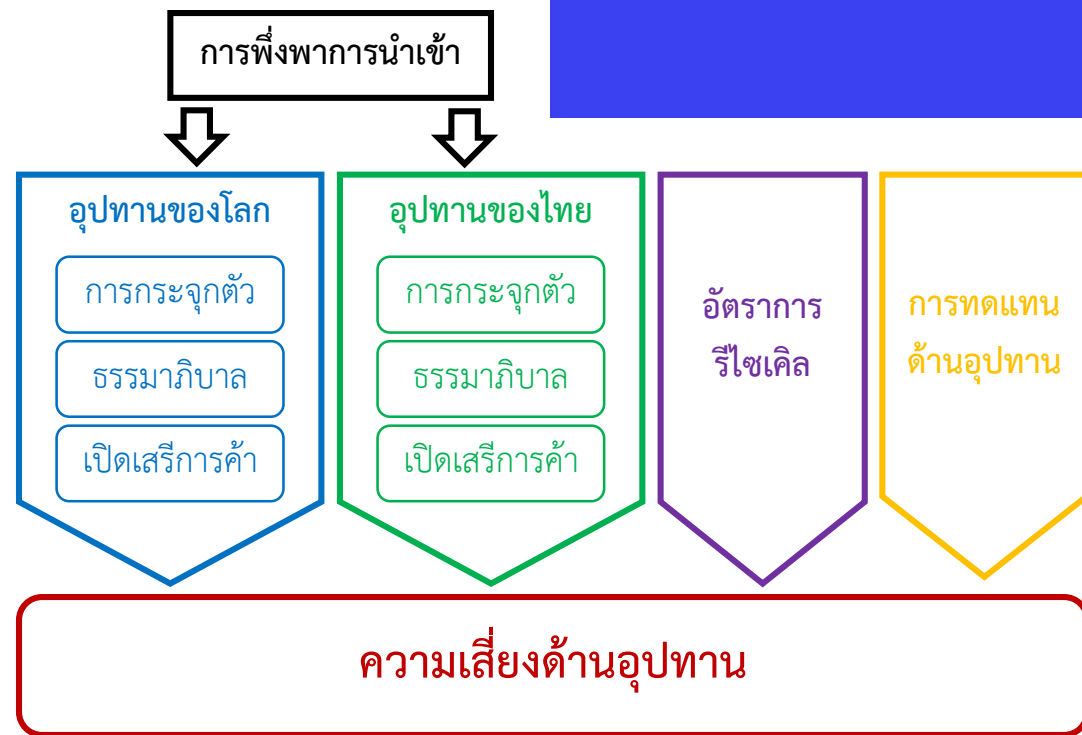 การพึ่งพาการนำเข้า
อุปทานของโลก
การกระจุกตัว
ธรรมาภิบาล
เปิดเสรีการค้า
อุปทานของไทย
การกระจุกตัว
ธรรมาภิบาล
เปิดเสรีการค้า
อัตราการ
รีไซเคิล
การทดแทน
ด้านอุปทาน
ความเสี่ยงด้านอุปทาน